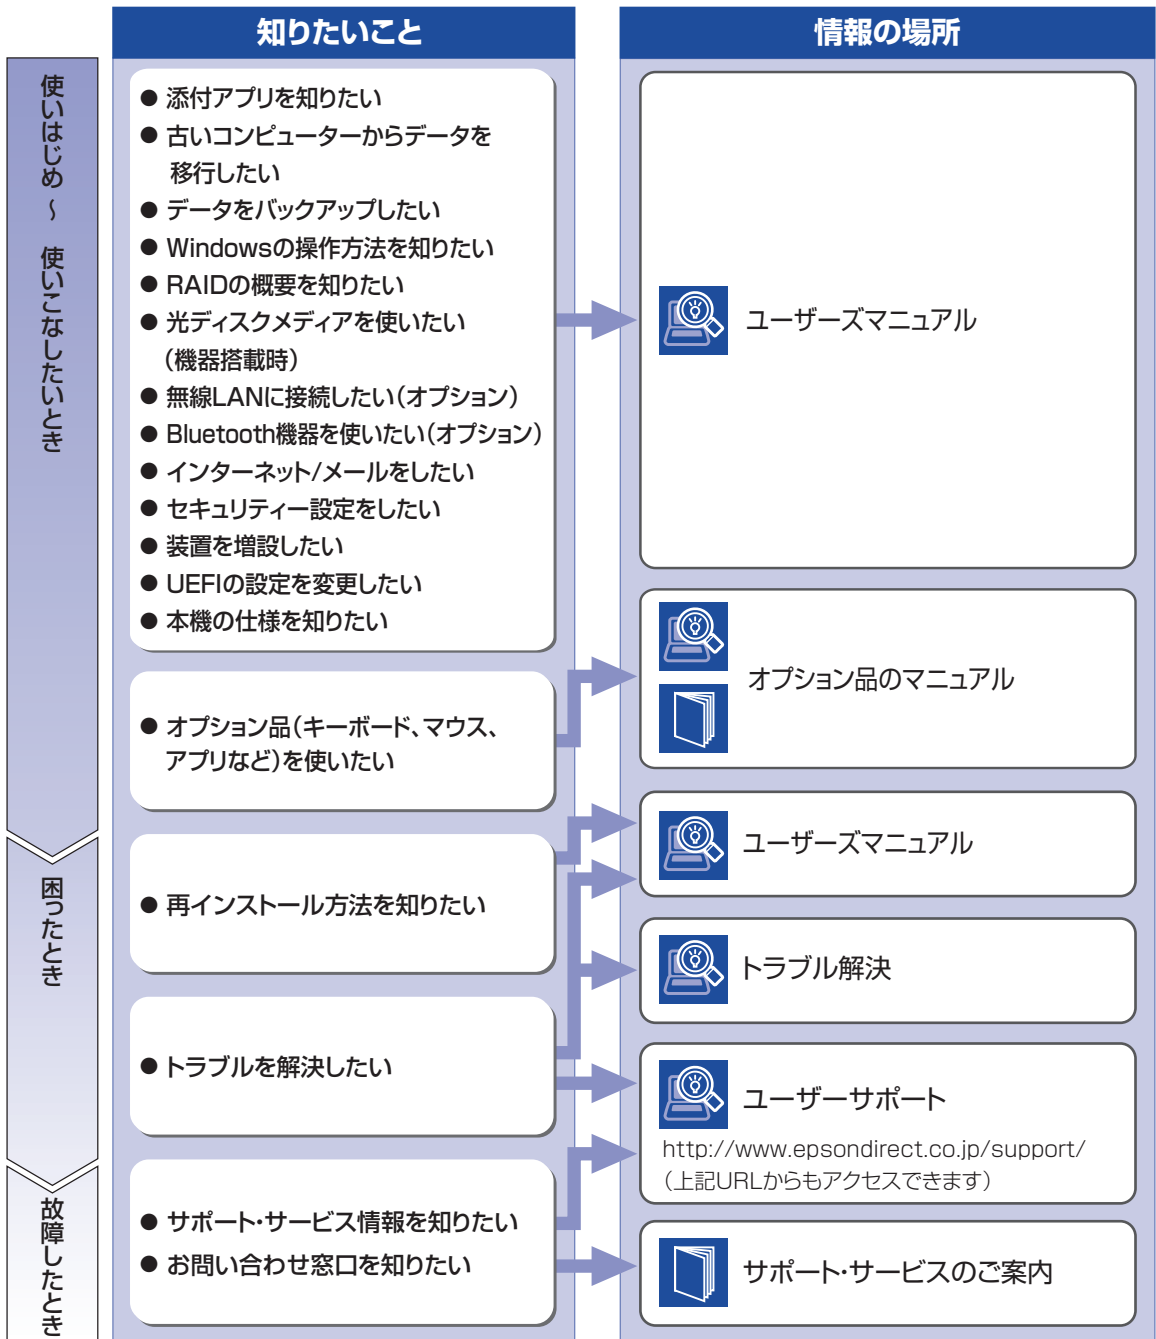 知りたいこと
情報の場所
使いはじめ ~ 使いこなしたいとき
● 添付アプリを知りたい
● 古いコンピューターからデータを
移行したい
● データをバックアップしたい
● Windowsの操作方法を知りたい
● RAIDの概要を知りたい
● 光ディスクメディアを使いたい
（機器搭載時）
● 無線LANに接続したい（オプション）
● Bluetooth機器を使いたい（オプション）
● インターネット/メールをしたい
● セキュリティー設定をしたい
● 装置を増設したい
● UEFIの設定を変更したい
● 本機の仕様を知りたい
ユーザーズマニュアル
● オプション品（キーボード、マウス、
アプリなど）を使いたい
オプション品のマニュアル
困ったとき
● 再インストール方法を知りたい
ユーザーズマニュアル
● トラブルを解決したい
トラブル解決
ユーザーサポート
http://www.epsondirect.co.jp/support/
（上記URLからもアクセスできます）
故障したとき
● サポート・サービス情報を知りたい
● お問い合わせ窓口を知りたい
サポート・サービスのご案内